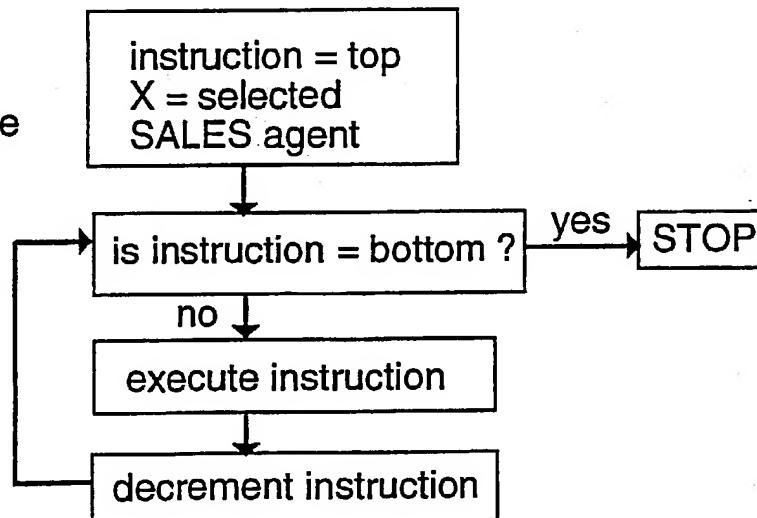 instruction = top
X = selected
e
SALES agent
is instruction = bottom ?
yes
STOP
no
execute instruction
decrement instruction